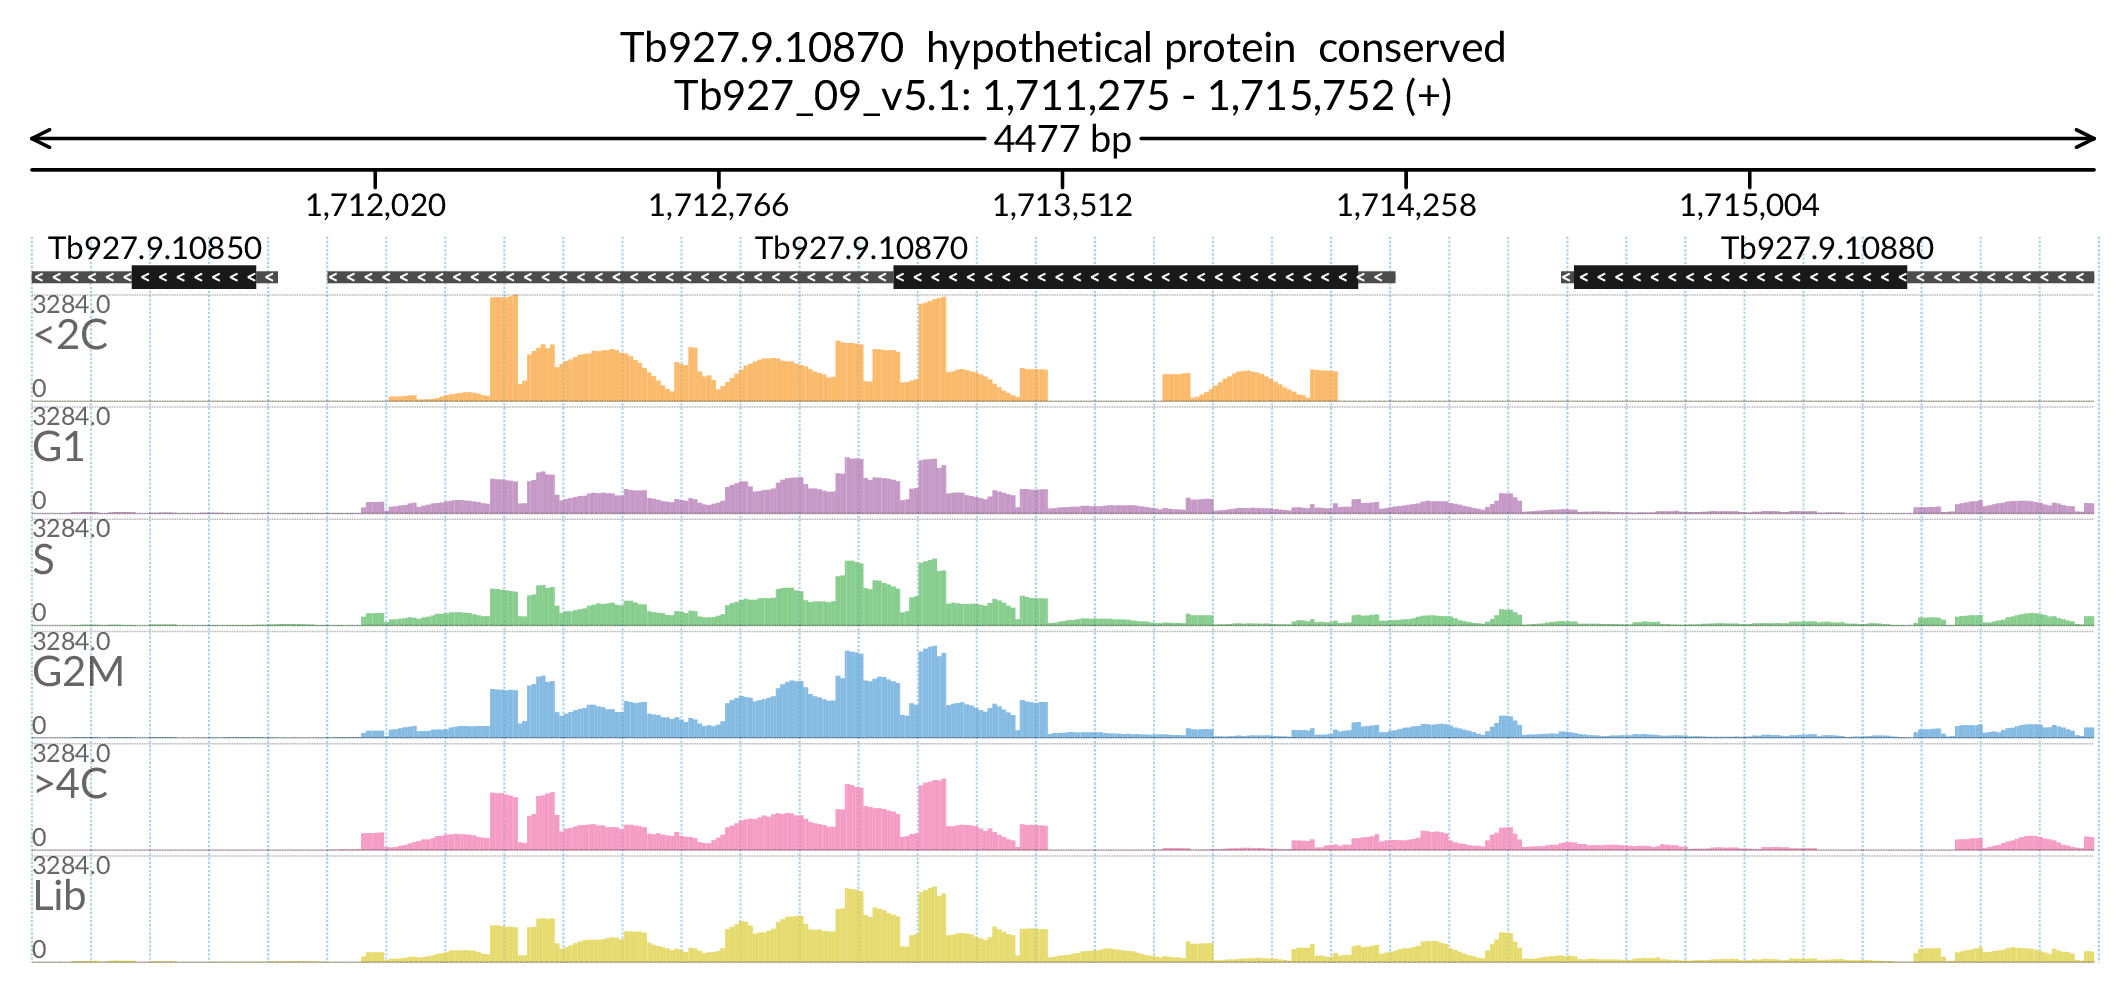 Tb927.9.10870  hypothetical protein  conserved
Tb927_09_v5.1: 1,711,275 - 1,715,752 (+)
4477 bp
1,712,020 1,712,766 1,713,512 1,714,258 1,715,004
Tb927.9.10850 Tb927.9.10870 Tb927.9.10880
3284.0
<2C
0
3284.0
G1
0
3284.0
S
0
3284.0
G2M
0
3284.0
>4C
0
3284.0
Lib
0